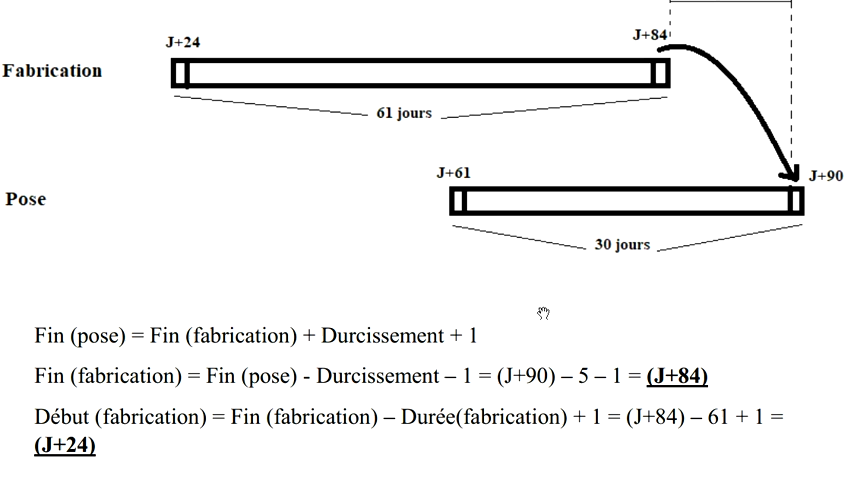 J+24
J+84
Fabrication
61 jours
J+61
J+90
Pose
30 jours
Fin (pose) = Fin (fabrication) + Durcissement + 1
Fin (fabrication) = Fin (pose) - Durcissement – 1 = (J+90) – 5 – 1 = (J+84)
Début (fabrication) = Fin (fabrication) – Durée(fabrication) + 1 = (J+84) – 61 + 1 =
(J+24)